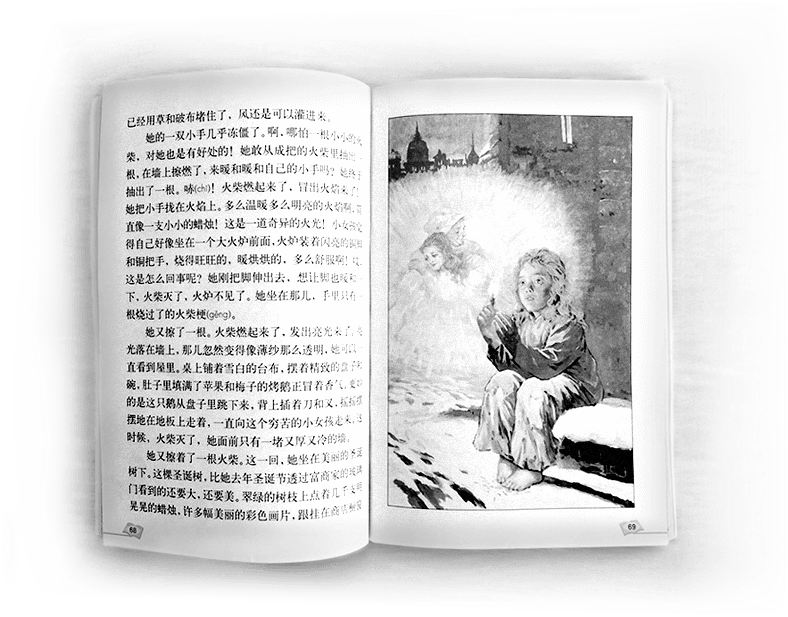 已经用草和破布堵住了，风还是可以灌进来。
她的一双小手几乎冻僵了。啊，哪怕一根小小的火
柴，对她也是有好处的！她敢从成把的火柴里抽出一
根，在墙上擦燃了，来暖和暖和自己的小手吗？她终于
抽出了一根。哧(chī)！火柴燃起来了，冒出火焰来了！
她把小手拢在火焰上。多么温暖多么明亮的火焰啊，简
直像一支小小的蜡烛！这是一道奇异的火光！小女孩觉
得自己好像坐在一个大火炉前面，火炉装着闪亮的铜脚
和铜把手，烧得旺旺的，暖烘烘的，多么舒服啊！哎，
这是怎么回事呢？她刚把脚伸出去，想让脚也暖和一
下，火柴灭了，火炉不见了。她坐在那儿，手里只有一
根烧过了的火柴梗(gěng)。
她又擦了一根。火柴燃起来了，发出亮光来了。亮
光落在墙上，那儿忽然变得像薄纱那么透明，她可以一
直看到屋里。桌上铺着雪白的台布，摆着精致的盘子和
碗，肚子里填满了苹果和梅子的烤鹅正冒着香气。更妙
的是这只鹅从盘子里跳下来，背上插着刀和叉，摇摇摆
摆地在地板上走着，一直向这个穷苦的小女孩走来。这
时候，火柴灭了，她面前只有一堵又厚又冷的墙。
她又擦着了一根火柴。这一回，她坐在美丽的圣诞
树下。这棵圣诞树，比她去年圣诞节透过富商家的玻璃
门看到的还要大，还要美。翠绿的树枝上点着几千支明
晃晃的蜡烛，许多幅美丽的彩色画片，跟挂在商店橱窗
68
69